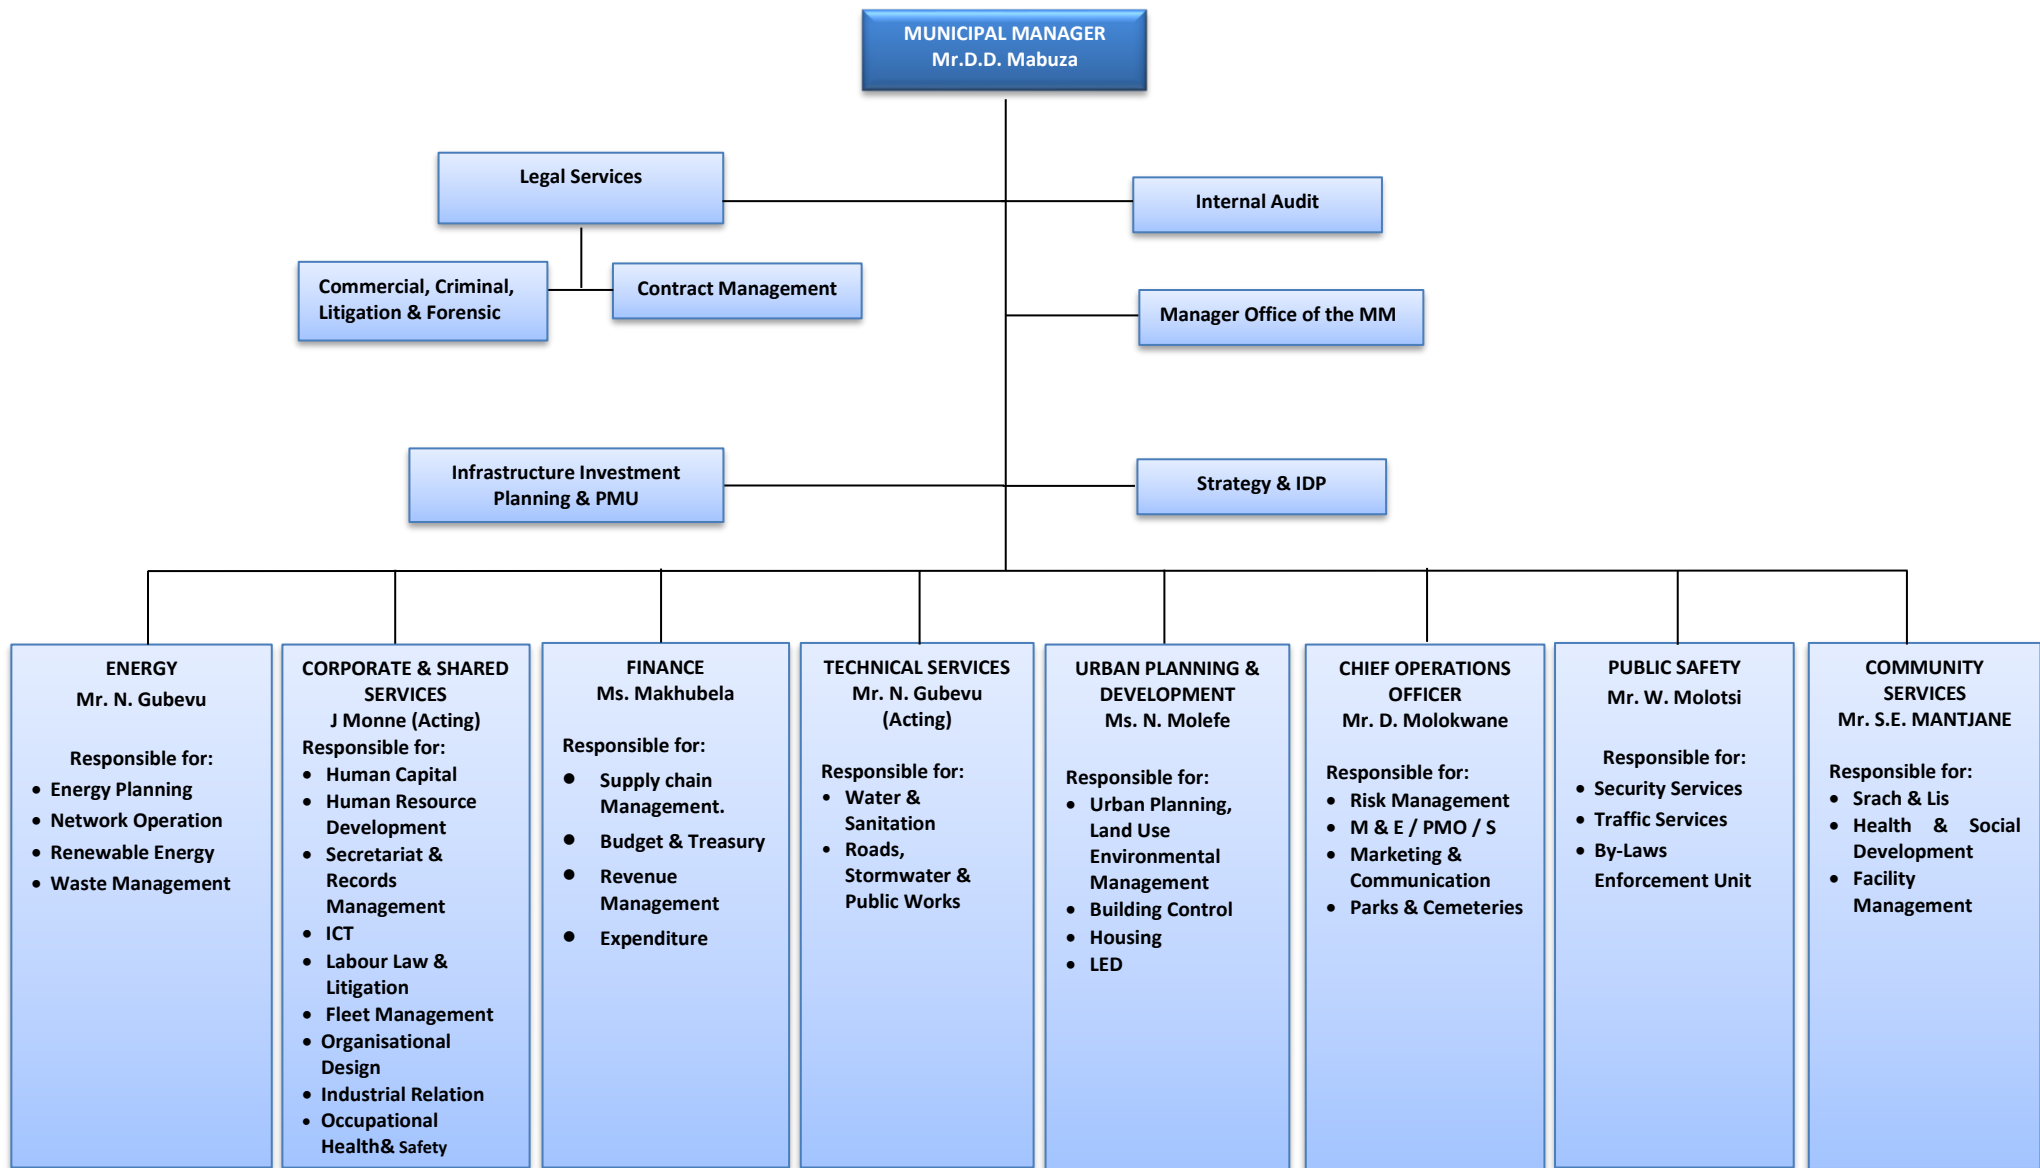 MUNICIPAL MANAGER
Mr.D.D. Mabuza
Legal Services
Internal Audit
Commercial, Criminal,
Litigation & Forensic
Contract Management
Manager Office of the MM
Infrastructure Investment
Planning & PMU
Strategy & IDP
ENERGY
Mr. N. Gubevu
Responsible for:
• Energy Planning
• Network Operation
• Renewable Energy
• Waste Management
CORPORATE & SHARED
SERVICES
J Monne (Acting)
Responsible for:
• Human Capital
• Human Resource
Development
• Secretariat &
Records
Management
• ICT
• Labour Law &
Litigation
• Fleet Management
• Organisational
Design
• Industrial Relation
• Occupational
Health& Safety
FINANCE
Ms. Makhubela
Responsible for:
• Supply chain
Management.
• Budget & Treasury
• Revenue
Management
• Expenditure
TECHNICAL SERVICES
Mr. N. Gubevu
(Acting)
Responsible for:
• Water &
Sanitation
• Roads,
Stormwater &
Public Works
URBAN PLANNING &
DEVELOPMENT
Ms. N. Molefe
Responsible for:
• Urban Planning,
Land Use
Environmental
Management
• Building Control
• Housing
• LED
CHIEF OPERATIONS
OFFICER
Mr. D. Molokwane
Responsible for:
• Risk Management
• M & E / PMO / S
• Marketing &
Communication
• Parks & Cemeteries
PUBLIC SAFETY
Mr. W. Molotsi
Responsible for:
• Security Services
• Traffic Services
• By-Laws
Enforcement Unit
COMMUNITY
SERVICES
Mr. S.E. MANTJANE
Responsible for:
• Srach & Lis
• Health & Social
Development
• Facility
Management